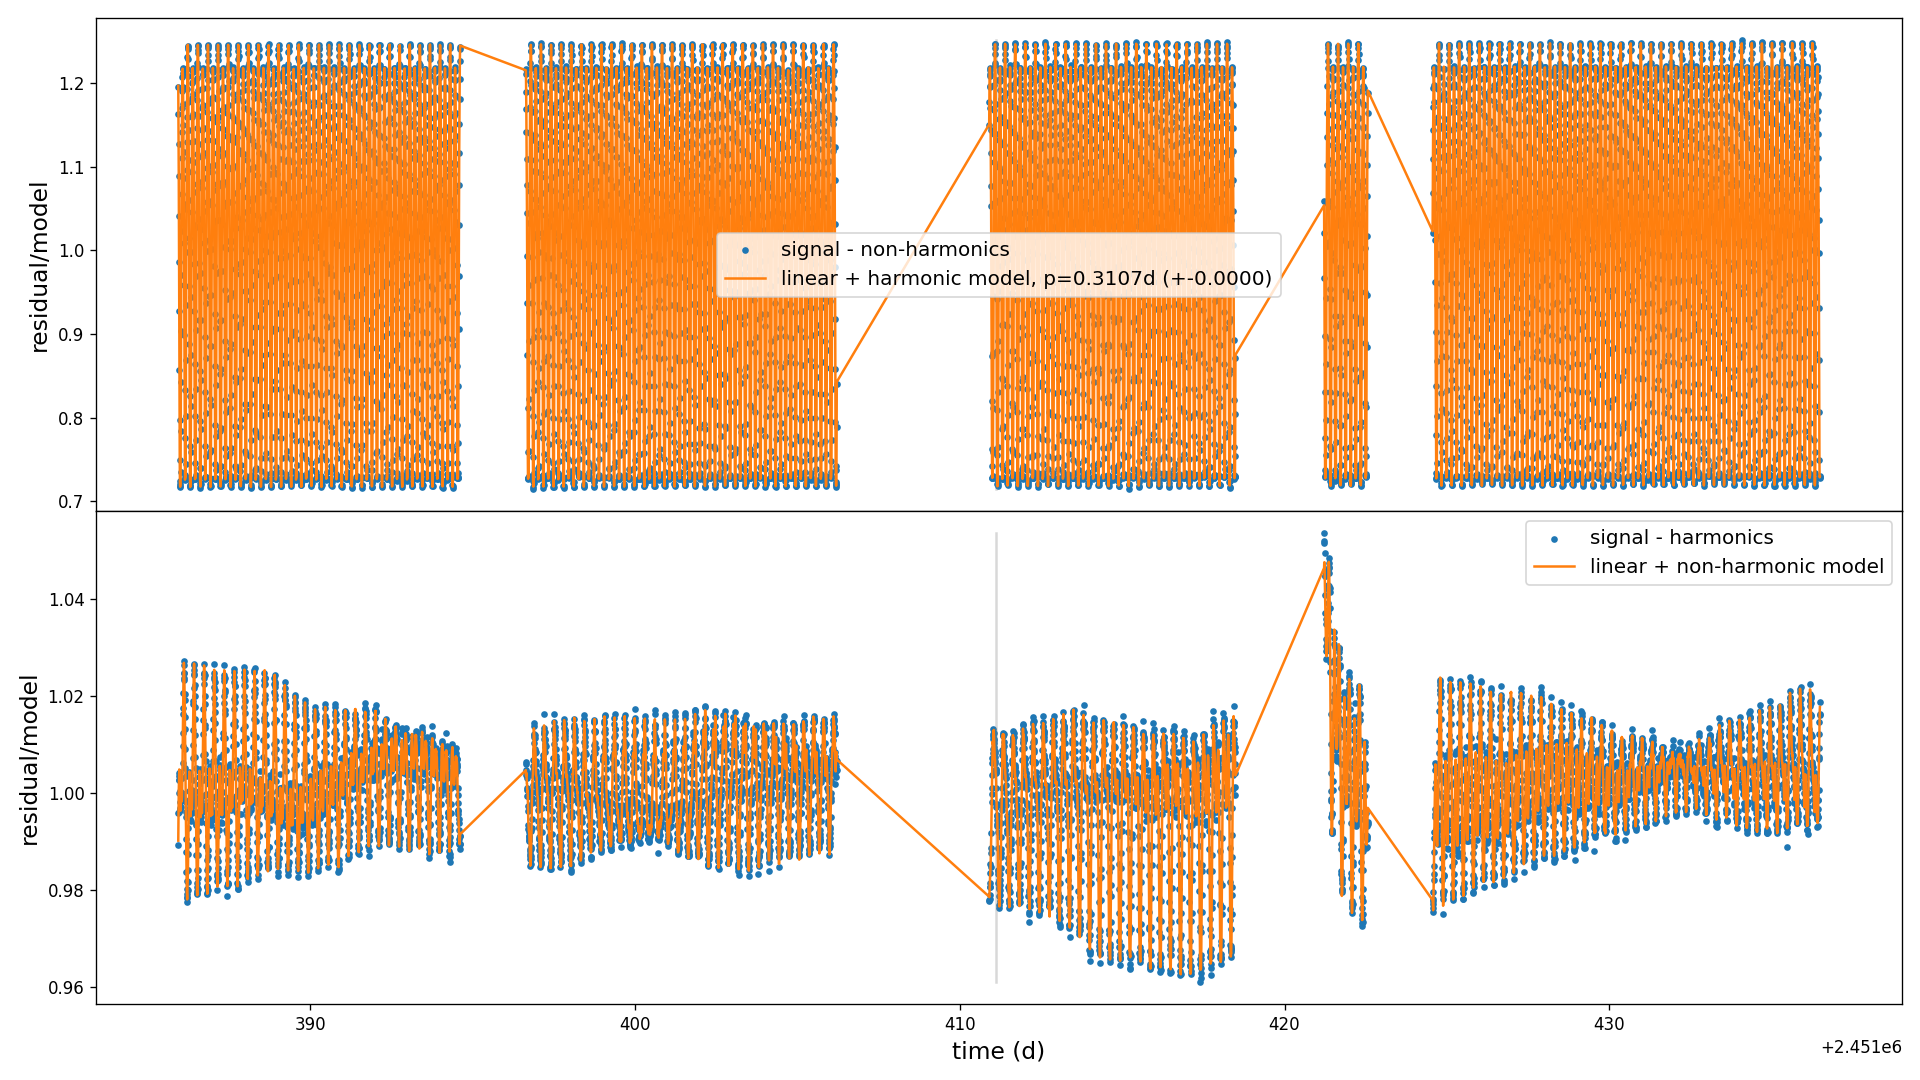 1.2
1.1
1.0
0.9
0.8
0.7
residual/model
signal - non-harmonics
linear + harmonic model, p=0.3107d (+-0.0000)
1.04
1.02
1.00
0.98
0.96
residual/model
signal - harmonics
linear + non-harmonic model
390
400
410
420
430
time (d)
+2.451e6